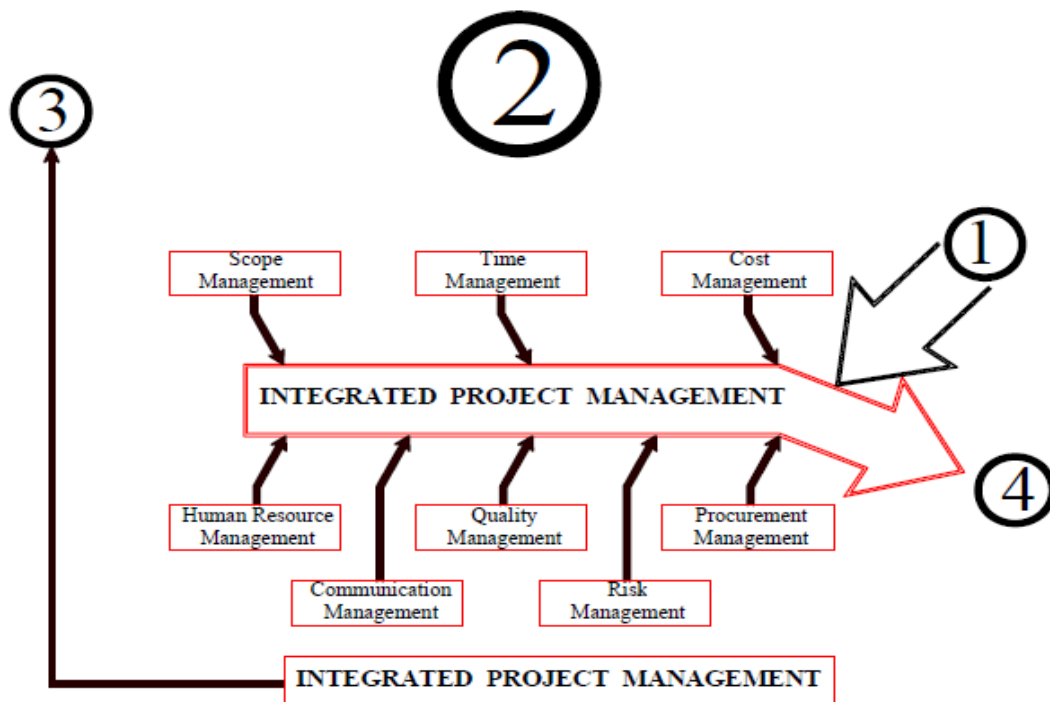 2
3
1
Scope
Management
Time
Management
Cost
Management
INTEGRATED PROJECT MANAGEMENT
4
Human Resource
Management
Quality
Management
Procurement
Management
Communication
Management
Risk
Management
INTEGRATED PROJECT MANAGEMENT